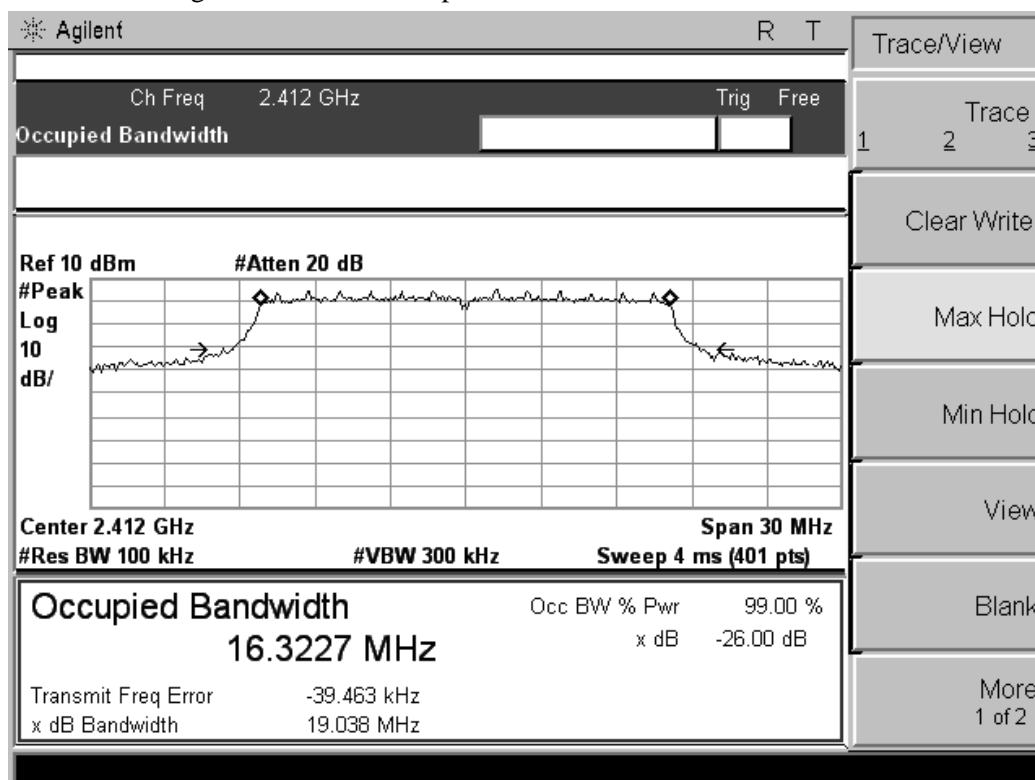 Agilent R T
Trace/View
Ch Freq 2.412 GHz Trig Free
Occupied Bandwidth
Trace
1 2 3
Clear Write
Max Hold
Min Hold
View
Blank
More
1 of 2
Ref 10 dBm #Atten 20 dB
#Peak
Log
10
dB/
Center 2.412 GHz Span 30 MHz
#Res BW 100 kHz #VBW 300 kHz Sweep 4 ms (401 pts)
Occupied Bandwidth Occ BW % Pwr 99.00 %
16.3227 MHz x dB -26.00 dB
Transmit Freq Error -39.463 kHz
x dB Bandwidth 19.038 MHz